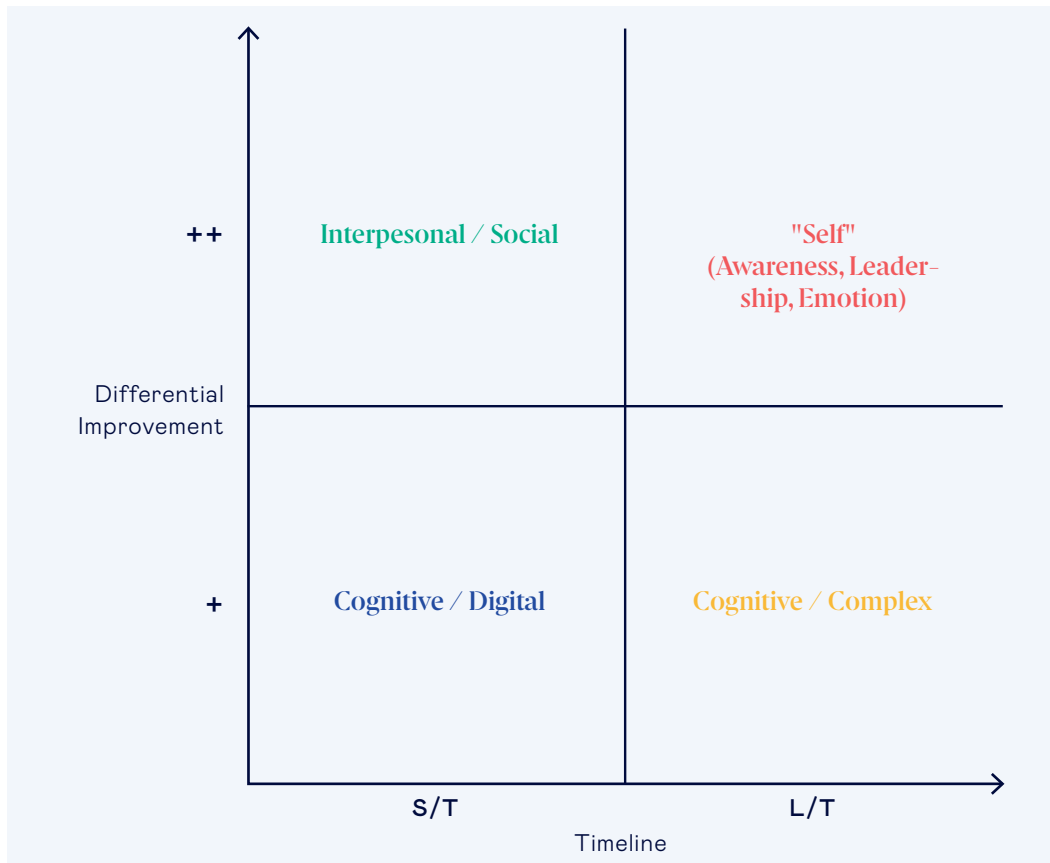 ++
Interpesonal / Social
"Self"
(Awareness, Leader-
ship, Emotion)
Differential
Improvement
+
Cognitive / Digital
Cognitive / Complex
S/T
L/T
Timeline